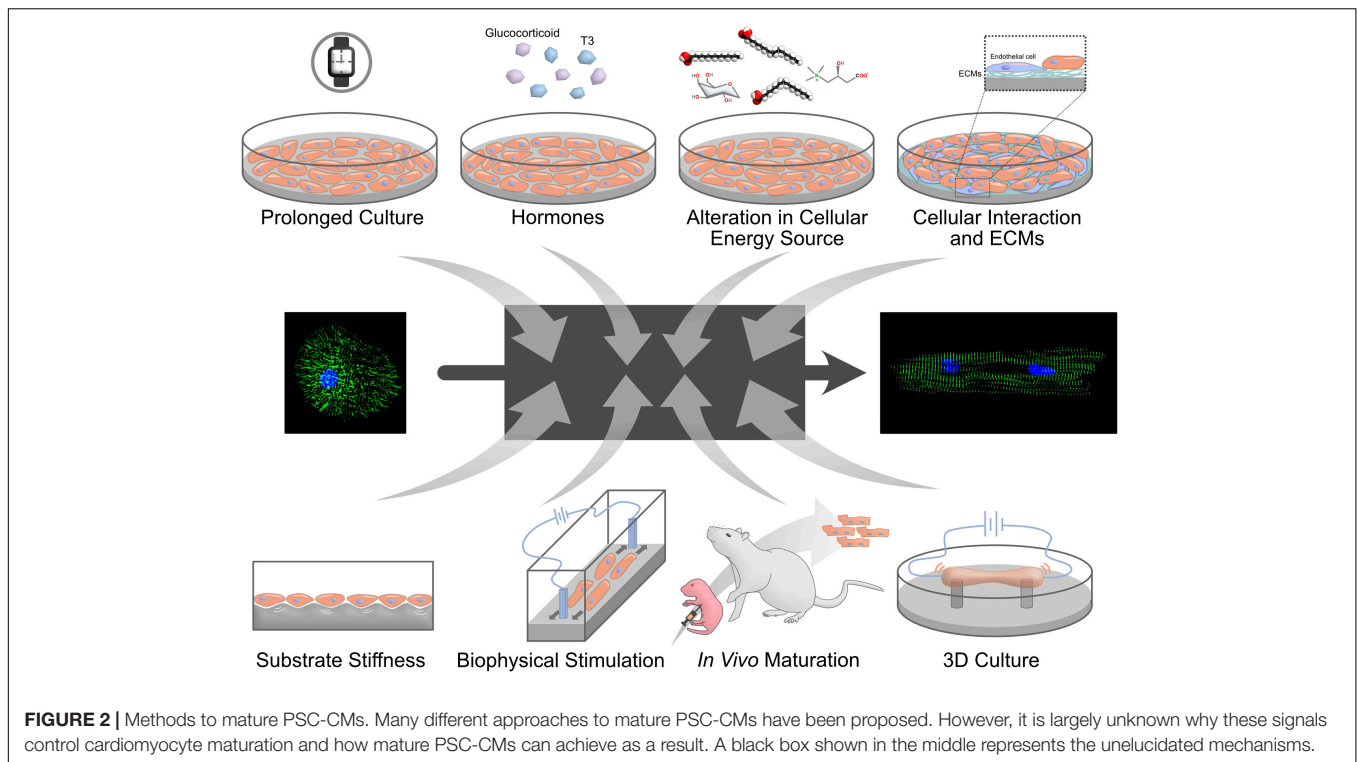 Glucocorticoid
T3
Endothelial cell
ECMs
Prolonged Culture
Hormones
Alteration in Cellular
Energy Source
Cellular Interaction
and ECMs
Substrate Stiffness
Biophysical Stimulation
In Vivo Maturation
3D Culture
FIGURE 2 | Methods to mature PSC-CMs. Many different approaches to mature PSC-CMs have been proposed. However, it is largely unknown why these signals
control cardiomyocyte maturation and how mature PSC-CMs can achieve as a result. A black box shown in the middle represents the unelucidated mechanisms.